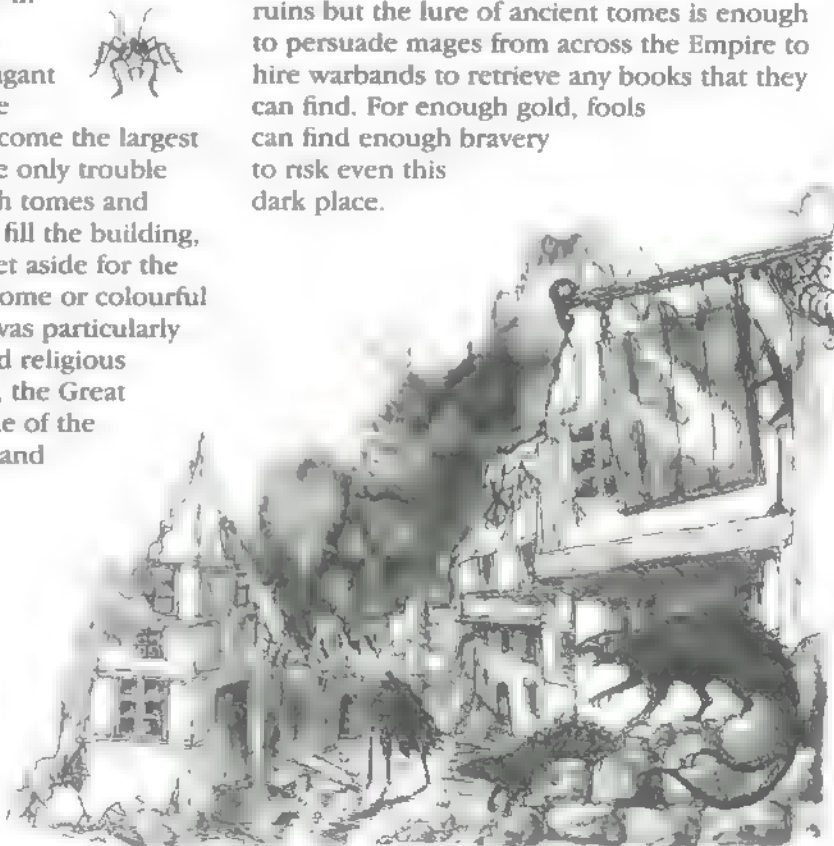 ugant
e
come the largest
e only trouble
h tomes and
fill the building,
et aside for the
ome or colourful
was particularly
d religious
, the Great
e of the
and
ruins but the lure of ancient tomes is enough
to persuade mages from across the Empire to
hire warbands to retrieve any books that they
can find. For enough gold, fools
can find enough bravery
to risk even this
dark place.